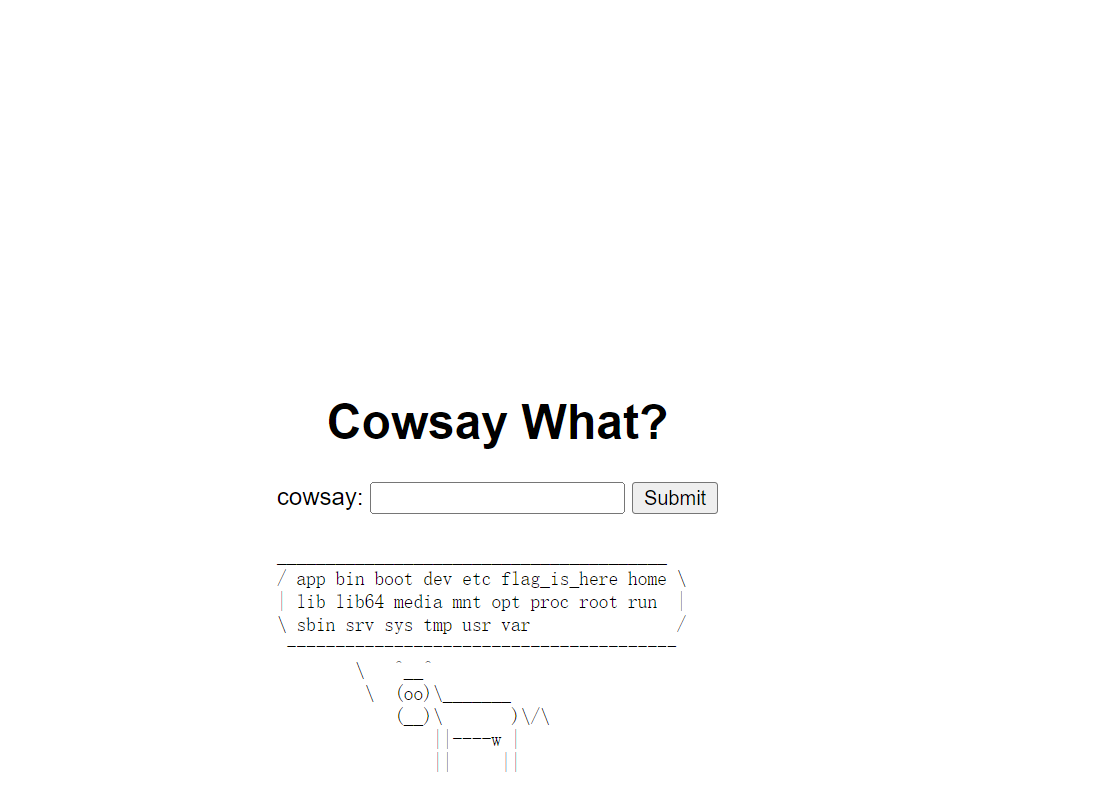 Cowsay What?
cowsay: Submit
 ________________________________________
/ app bin boot dev etc flag_is_here home \
| lib lib64 media mnt opt proc root run  |
\ sbin srv sys tmp usr var               /
 ----------------------------------------
        \   ^__^
         \  (oo)\_______
            (__)\       )\/\
                ||----w |
                ||     ||